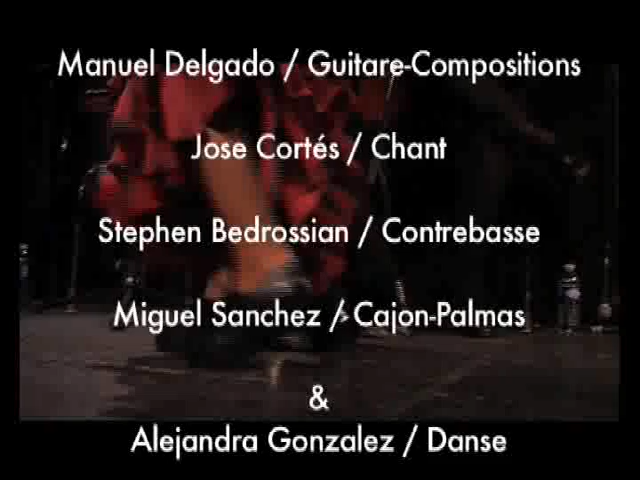 Manuel Delgado / Guitare-Compositions
Jose Cortés / Chant
Stephen Bedrossian / Contrebasse
Miguel Sanchez / Cajon-Palmas
&
Alejandra Gonzalez / Danse